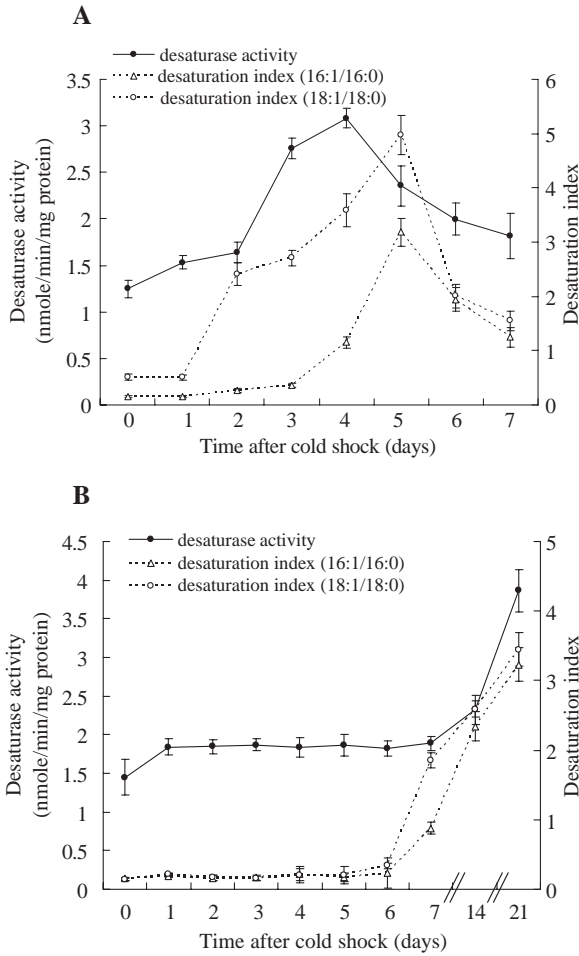 A
desaturase activity
desaturation index (16:1/16:0)
desaturation index (18:1/18:0)
3.5
3
2.5
2
1.5
1
0.5
0
Desaturase activity
(nmole/min/mg protein)
6
5
4
3
2
1
0
Desaturation index
0 1 2 3 4 5 6 7
Time after cold shock (days)
B
desaturase activity
desaturation index (16:1/16:0)
desaturation index (18:1/18:0)
4.5
4
3.5
3
2.5
2
1.5
1
0.5
0
Desaturase activity
(nmole/min/mg protein)
5
4
3
2
1
0
Desaturation index
0 1 2 3 4 5 6 7 14 21
Time after cold shock (days)